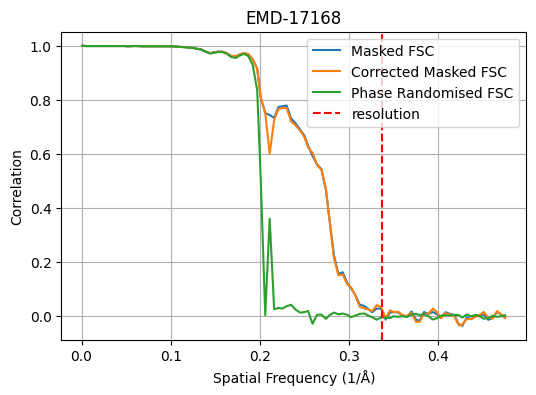 EMD-17168
Masked FSC
Corrected Masked FSC
Phase Randomised FSC
resolution
Correlation
1.0
0.8
0.6
0.4
0.2
0.0
0.0 0.1 0.2 0.3 0.4
Spatial Frequency (1/Å)